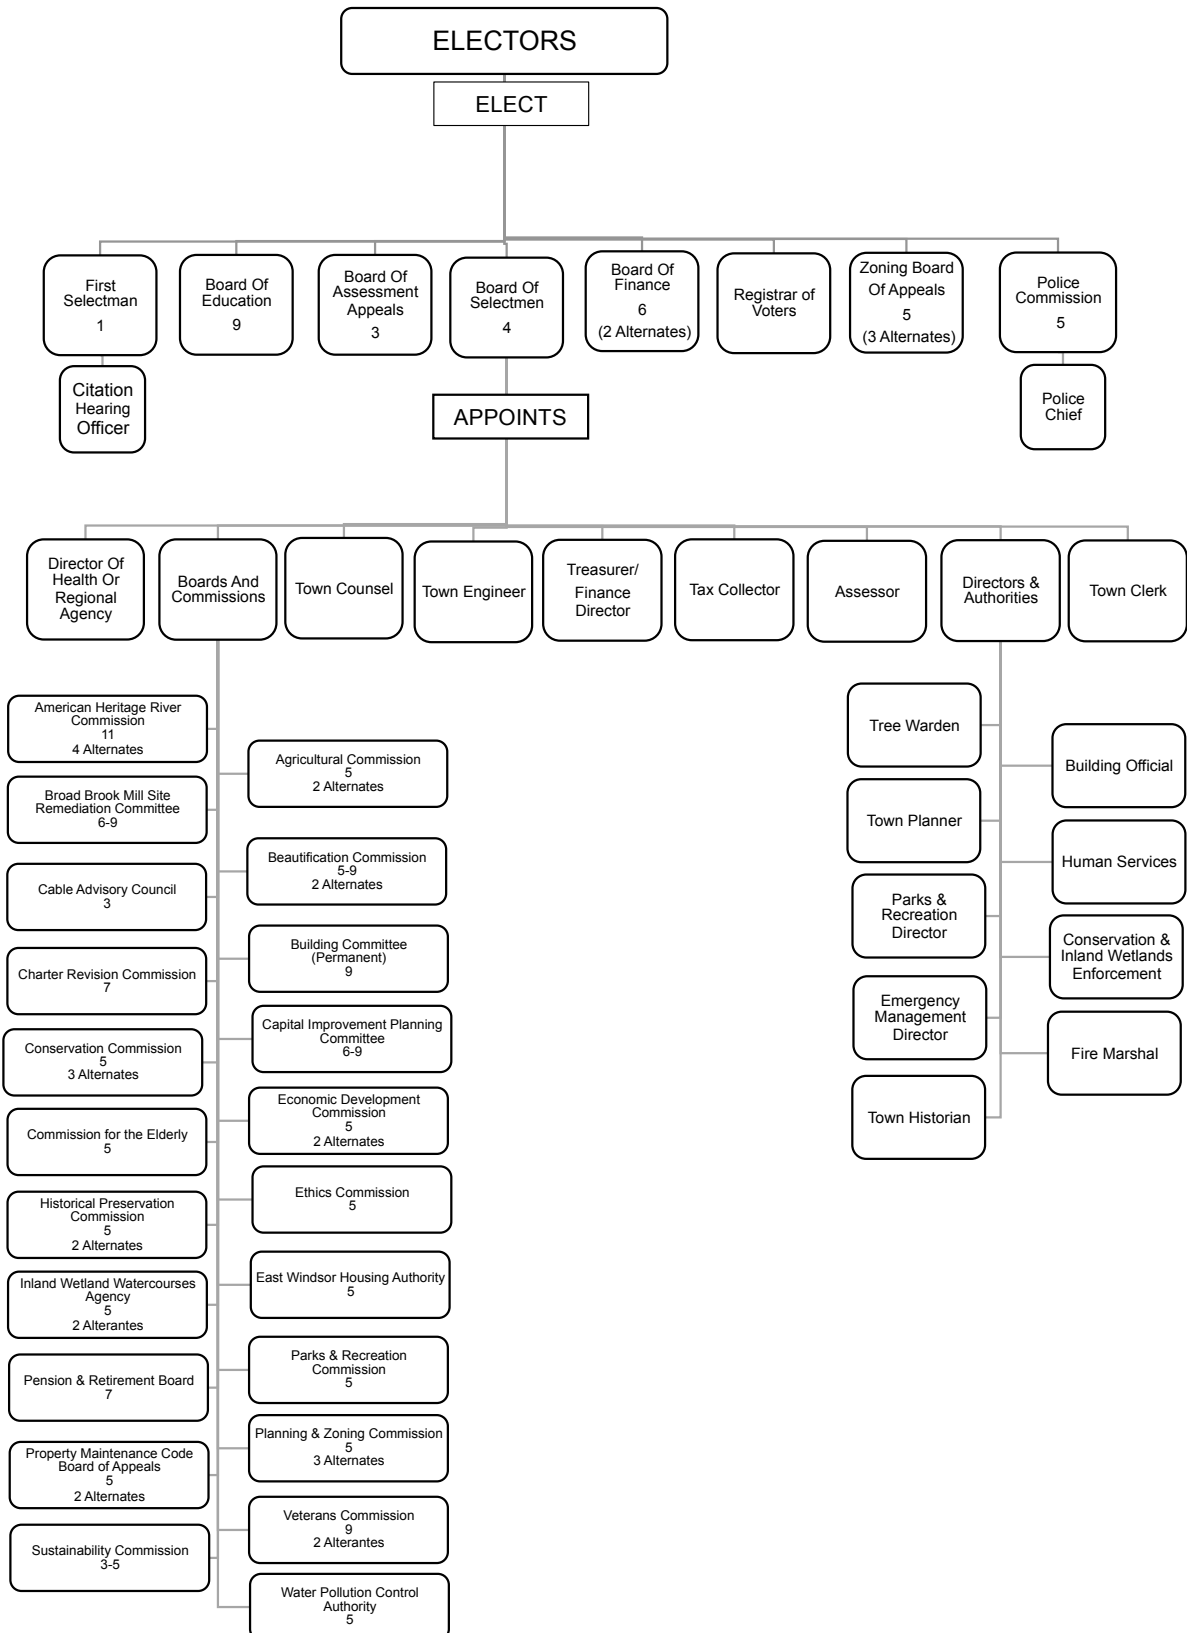 ELECTORS
ELECT
First
Selectman
1
Board Of
Education
9
Board Of
Assessment
Appeals
3
Board Of
Selectmen
4
Board Of
Finance
6
(2 Alternates)
Registrar of
Voters
Zoning Board
Of Appeals
5
(3 Alternates)
Police
Commission
5
Citation
Hearing
Officer
Police
Chief
APPOINTS
Director Of
Health Or
Regional
Agency
Boards And
Commissions
Town Counsel
Town Engineer
Treasurer/
Finance
Director
Tax Collector
Assessor
Directors &
Authorities
Town Clerk
American Heritage River
Commission
11
4 Alternates
Broad Brook Mill Site
Remediation Committee
6-9
Cable Advisory Council
3
Charter Revision Commission
7
Conservation Commission
5
3 Alternates
Commission for the Elderly
5
Historical Preservation
Commission
5
2 Alternates
Inland Wetland Watercourses
Agency
5
2 Alterantes
Pension & Retirement Board
7
Property Maintenance Code
Board of Appeals
5
2 Alternates
Sustainability Commission
3-5
Agricultural Commission
5
2 Alternates
Beautification Commission
5-9
2 Alternates
Building Committee
(Permanent)
9
Capital Improvement Planning
Committee
6-9
Economic Development
Commission
5
2 Alternates
Ethics Commission
5
East Windsor Housing Authority
5
Parks & Recreation
Commission
5
Planning & Zoning Commission
5
3 Alternates
Veterans Commission
9
2 Alterantes
Water Pollution Control
Authority
5
Tree Warden
Town Planner
Parks &
Recreation
Director
Emergency
Management
Director
Town Historian
Building Official
Human Services
Conservation &
Inland Wetlands
Enforcement
Fire Marshal